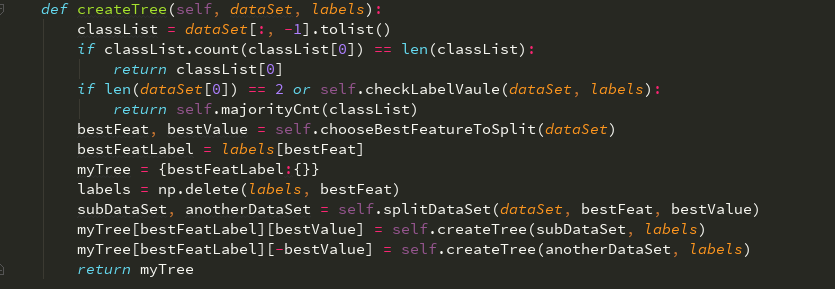 def createTree(self, dataSet, labels):
    classList = dataSet[:, -1].tolist()
    if classList.count(classList[0]) == len(classList):
        return classList[0]
    if len(dataSet[0]) == 2 or self.checkLabelVaule(dataSet, labels):
        return self.majorityCnt(classList)
    bestFeat, bestValue = self.chooseBestFeatureToSplit(dataSet)
    bestFeatLabel = labels[bestFeat]
    myTree = {bestFeatLabel:{}}
    labels = np.delete(labels, bestFeat)
    subDataSet, anotherDataSet = self.splitDataSet(dataSet, bestFeat, bestValue)
    myTree[bestFeatLabel][bestValue] = self.createTree(subDataSet, labels)
    myTree[bestFeatLabel][-bestValue] = self.createTree(anotherDataSet, labels)
    return myTree